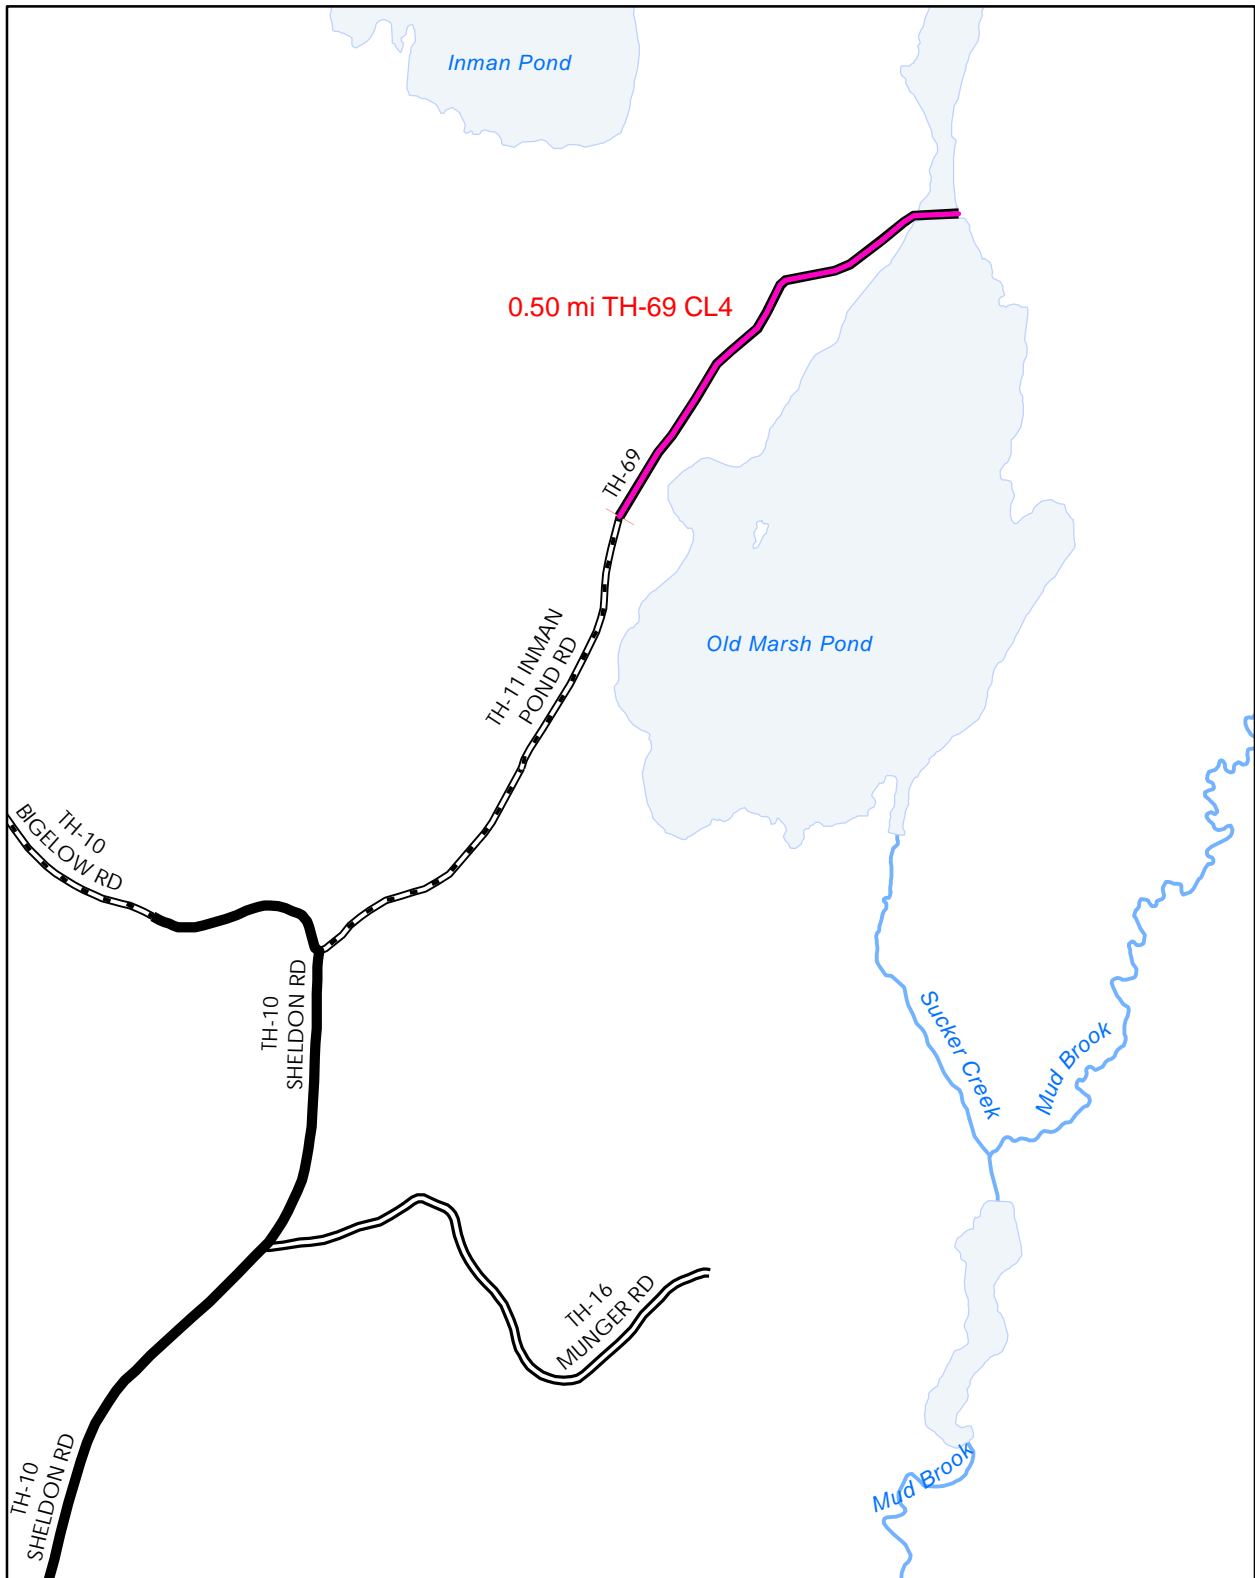 Inman Pond
0.50 mi TH-69 CL4
TH-69
TH-11 INMAN
POND RD
Old Marsh Pond
TH-10
BIGELOW RD
TH-10
SHELDON RD
Sucker Creek
Mud Brook
TH-16
MUNGER RD
TH-10
SHELDON RD
Mud Brook